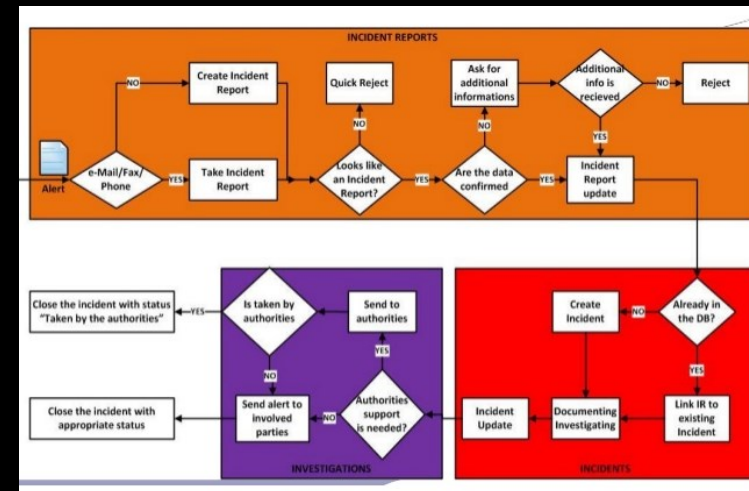 INCIDENT REPORTS
Create Incident
Report
NO
Quick Reject
Ask for
additional
informations
Additional
info is
recieved
NO
Reject
NO
NO
YES
Alert
e-Mail/Fax/
Phone
YES
Take Incident
Report
Looks like
an Incident
Report?
YES
Are the data
confirmed
YES
Incident
Report
update
Close the incident with status
"Taken by the authorities"
YES
Is taken by
authorities
Send to
authorities
YES
NO
Create
Incident
NO
Already in
the DB?
YES
Close the incident with
appropriate status
Send alert to
involved
parties
NO
Authorities
support
is needed?
Incident
Update
Documenting
Investigating
Link IR to
existing
Incident
INVESTIGATIONS
INCIDENTS